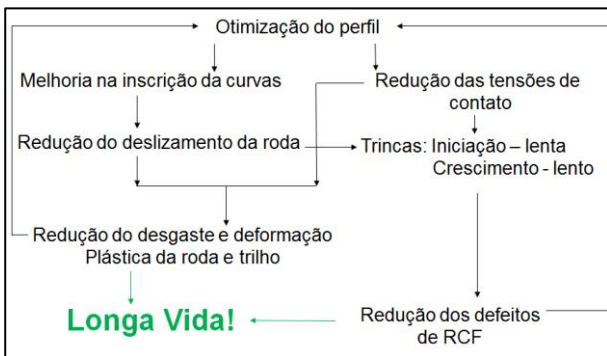 Otimização do perfil
Melhoria na inscrição da curvas
Redução das tensões de
contato
Redução do deslizamento da roda
Trincas: Iniciação – lenta
Crescimento - lento
Redução do desgaste e deformação
Plástica da roda e trilho
Longa Vida!
Redução dos defeitos
de RCF